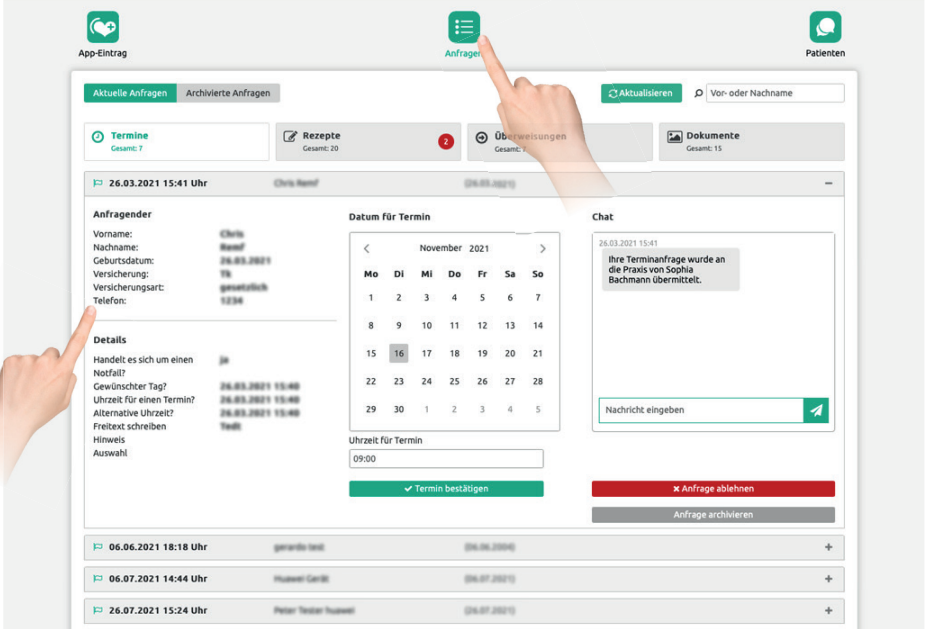 App-Eintrag
Anfragen
Patienten
Aktuelle Anfragen Archivierte Anfragen
Aktualisieren
Vor- oder Nachname
Termine
Gesamt: 7
Rezepte
Gesamt: 20
2
Überweisungen
Gesamt:
Dokumente
Gesamt: 15
26.03.2021 15:41 Uhr
Anfragender
Vorname:
Nachname:
Geburtsdatum:
Versicherung:
Versicherungsart:
Telefon:
Details
Handelt es sich um einen
Notfall?
Gewünschter Tag?
Uhrzeit für einen Termin?
Alternative Uhrzeit?
Freitext schreiben
Hinweis
Auswahl
Datum für Termin
November 2021
Mo Di Mi Do Fr Sa So
1 2 3 4 5 6 7
8 9 10 11 12 13 14
15 16 17 18 19 20 21
22 23 24 25 26 27 28
29 30 1 2 3 4 5
Uhrzeit für Termin
09:00
Termin bestätigen
Chat
26.03.2021 15:41
Ihre Terminanfrage wurde an
die Praxis von Sophia
Bachmann übermittelt.
Nachricht eingeben
Anfrage ablehnen
Anfrage archivieren
06.06.2021 18:18 Uhr
06.07.2021 14:44 Uhr
26.07.2021 15:24 Uhr